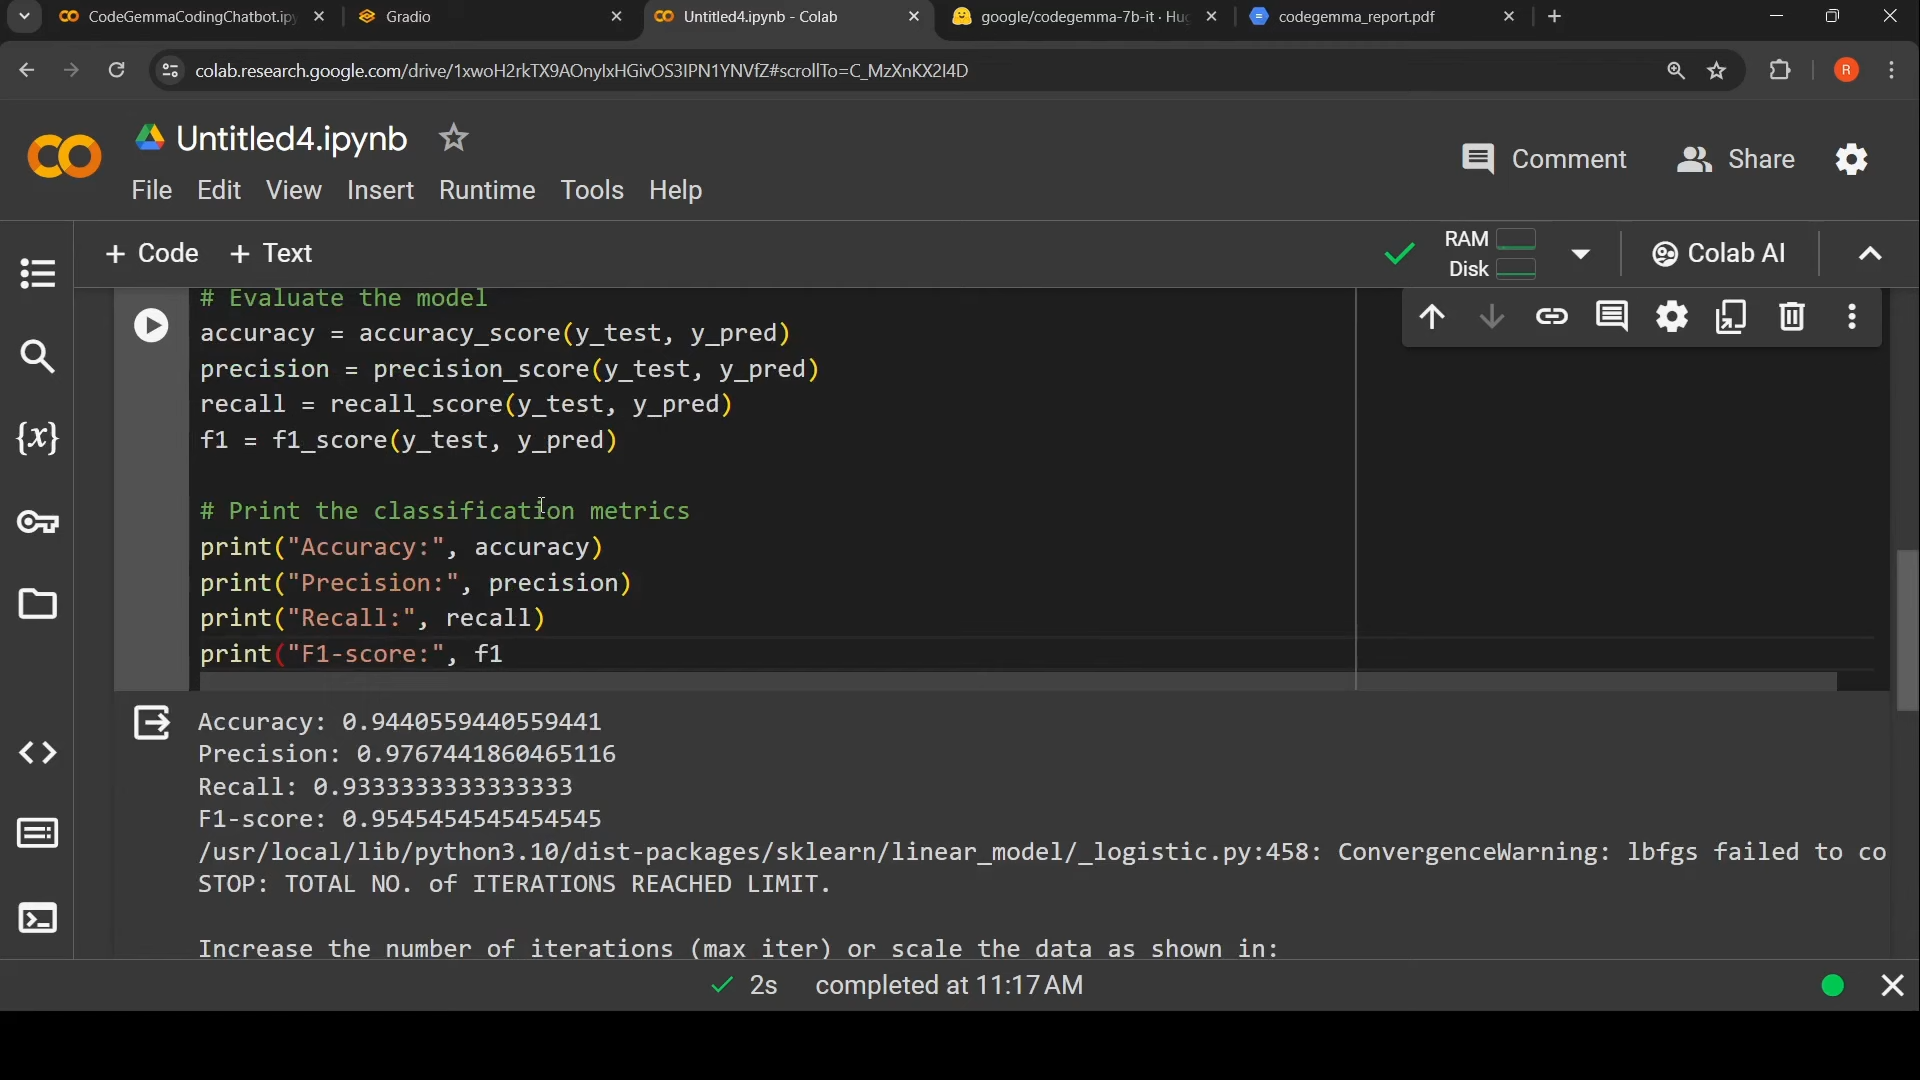 CodeGemmaCodingChatbot.ipy
Gradio
Untitled4.ipynb - Colab
google/codegemma-7b-it · Hug
codegemma_report.pdf
colab.research.google.com/drive/1xwoH2rkTX9AOnylxHGivOS3IPN1YNVfZ#scrollTo=C_MzXnKX2I4D
R
Untitled4.ipynb
Comment
Share
File Edit View Insert Runtime Tools Help
+ Code + Text
RAM
Disk
Colab AI
# Evaluate the model
accuracy = accuracy_score(y_test, y_pred)
precision = precision_score(y_test, y_pred)
recall = recall_score(y_test, y_pred)
f1 = f1_score(y_test, y_pred)
# Print the classification metrics
print("Accuracy:", accuracy)
print("Precision:", precision)
print("Recall:", recall)
print("F1-score:", f1
Accuracy: 0.9440559440559441
Precision: 0.9767441860465116
Recall: 0.9333333333333333
F1-score: 0.9545454545454545
/usr/local/lib/python3.10/dist-packages/sklearn/linear_model/_logistic.py:458: ConvergenceWarning: lbfgs failed to co
STOP: TOTAL NO. of ITERATIONS REACHED LIMIT.
Increase the number of iterations (max_iter) or scale the data as shown in:
2s completed at 11:17 AM